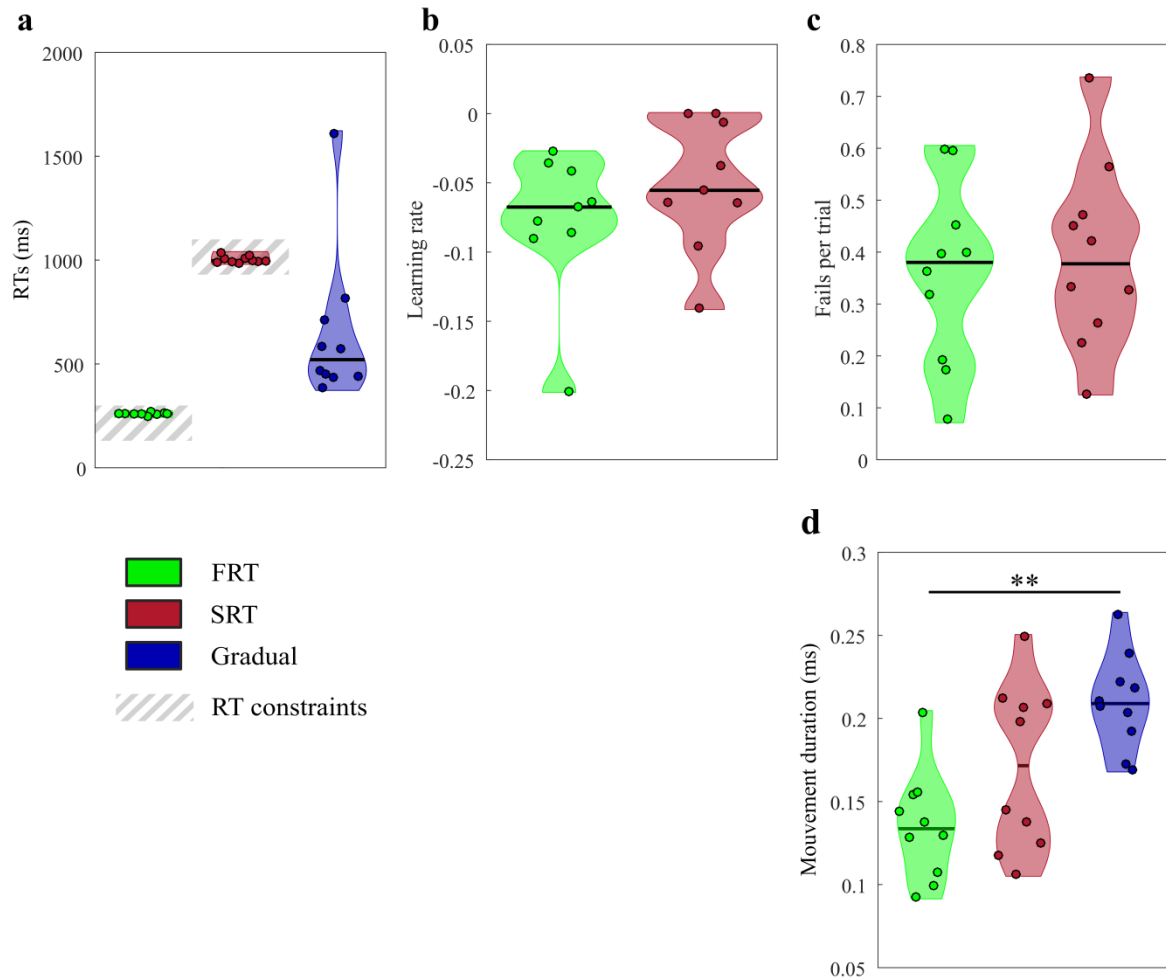 a
2000
1500
1000
500
0
RTs (ms)
b
0.05
0
-0.05
-0.1
-0.15
-0.2
-0.25
Learning rate
c
0.8
0.7
0.6
0.5
0.4
0.3
0.2
0.1
0
Fails per trial
FRT
SRT
Gradual
RT constraints
d
0.3
0.25
0.2
0.15
0.1
0.05
Mouvement duration (ms)
**